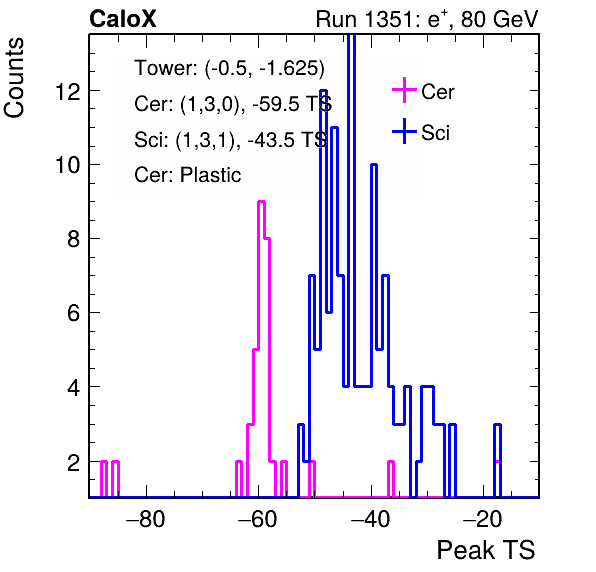 CaloX Run 1351: e⁺, 80 GeV
Counts
Tower: (-0.5, -1.625)
Cer: (1,3,0), -59.5 TS
Sci: (1,3,1), -43.5 TS
Cer: Plastic
Cer
Sci
12
10
8
6
4
2
−80 −60 −40 −20
Peak TS